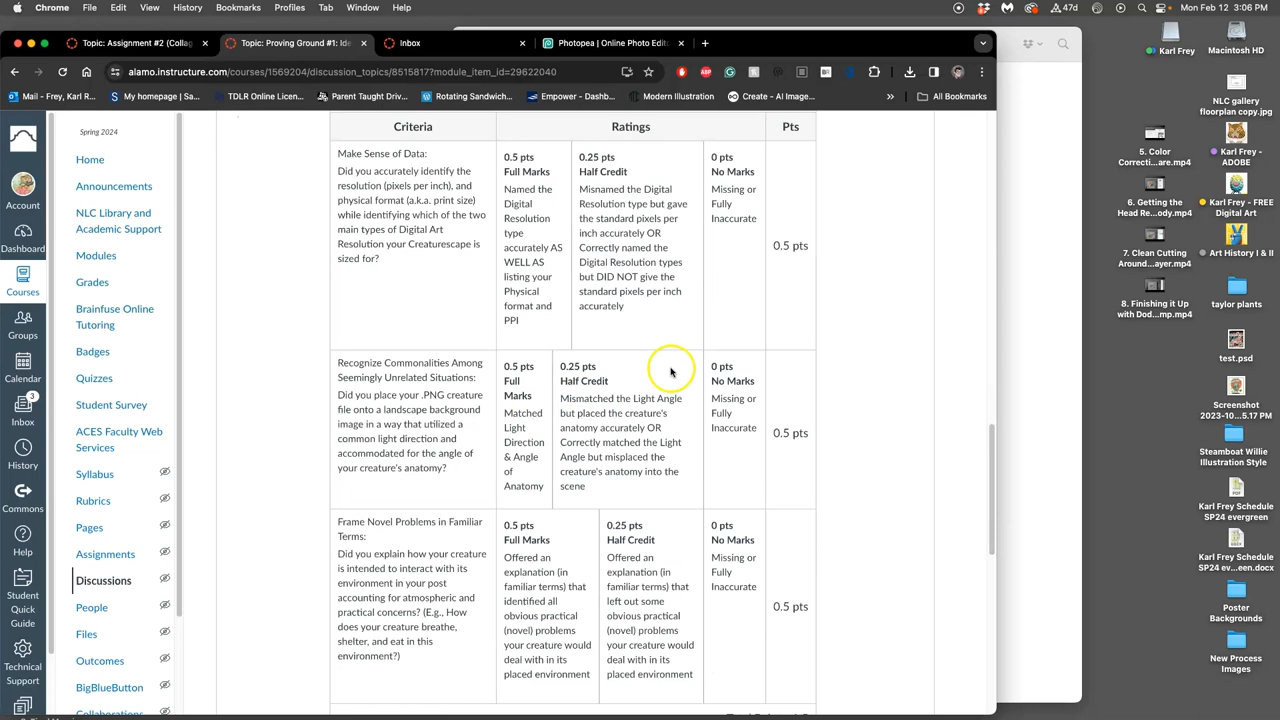 Chrome File Edit View History Bookmarks Profiles Tab Window Help
47d Mon Feb 12 3:06 PM
Topic: Assignment #2 (Collag Topic: Proving Ground #1: Ide Inbox Photopea | Online Photo Edit
alamo.instructure.com/courses/1569204/discussion_topics/8515817?module_item_id=29622040
Mail - Frey, Karl R... My homepage | Sa... TDLR Online Licen... Parent Taught Driv... Rotating Sandwich... Empower - Dashb... Modern Illustration Create - AI Image... » All Bookmarks
Spring 2024
Home
Announcements
NLC Library and
Academic Support
Modules
Grades
Brainfuse Online
Tutoring
Badges
Quizzes
Student Survey
ACES Faculty Web
Services
Syllabus
Rubrics
Pages
Assignments
Discussions
People
Files
Outcomes
BigBlueButton
Collaborations
Account
Dashboard
Courses
Groups
Calendar
3
Inbox
History
Commons
Help
Student
Quick
Guide
Technical
Support
Criteria Ratings Pts
Make Sense of Data:
Did you accurately identify the
resolution (pixels per inch), and
physical format (a.k.a. print size)
while identifying which of the two
main types of Digital Art
Resolution your Creaturescape is
sized for?
0.5 pts
Full Marks
Named the
Digital
Resolution
type
accurately AS
WELL AS
listing your
Physical
format and
PPI
0.25 pts
Half Credit
Misnamed the Digital
Resolution type but gave
the standard pixels per
inch accurately OR
Correctly named the
Digital Resolution types
but DID NOT give the
standard pixels per inch
accurately
0 pts
No Marks
Missing or
Fully
Inaccurate
0.5 pts
Recognize Commonalities Among
Seemingly Unrelated Situations:
Did you place your .PNG creature
file onto a landscape background
image in a way that utilized a
common light direction and
accommodated for the angle of
your creature's anatomy?
0.5 pts
Full
Marks
Matched
Light
Direction
& Angle
of
Anatomy
0.25 pts
Half Credit
Mismatched the Light Angle
but placed the creature's
anatomy accurately OR
Correctly matched the Light
Angle but misplaced the
creature's anatomy into the
scene
0 pts
No Marks
Missing or
Fully
Inaccurate
0.5 pts
Frame Novel Problems in Familiar
Terms:
Did you explain how your creature
is intended to interact with its
environment in your post
accounting for atmospheric and
practical concerns? (E.g., How
does your creature breathe,
shelter, and eat in this
environment?)
0.5 pts
Full Marks
Offered an
explanation (in
familiar terms) that
identified all
obvious practical
(novel) problems
your creature would
deal with in its
placed environment
0.25 pts
Half Credit
Offered an
explanation (in
familiar terms) that
left out some
obvious practical
(novel) problems
your creature would
deal with in its
placed environment
0 pts
No Marks
Missing or
Fully
Inaccurate
0.5 pts
Karl Frey
Macintosh HD
NLC gallery
floorplan copy.jpg
5. Color
Correcti...are.mp4
Karl Frey -
ADOBE
6. Getting the
Head Re...ody.mp4
Karl Frey - FREE
Digital Art
7. Clean Cutting
Around...ayer.mp4
Art History I & II
8. Finishing it Up
with Dod...mp.mp4
taylor plants
test.psd
Screenshot
2023-10...5.17 PM
Steamboat Willie
Illustration Style
Karl Frey Schedule
SP24 evergreen
Karl Frey Schedule
SP24 ev...een.docx
Poster
Backgrounds
New Process
Images